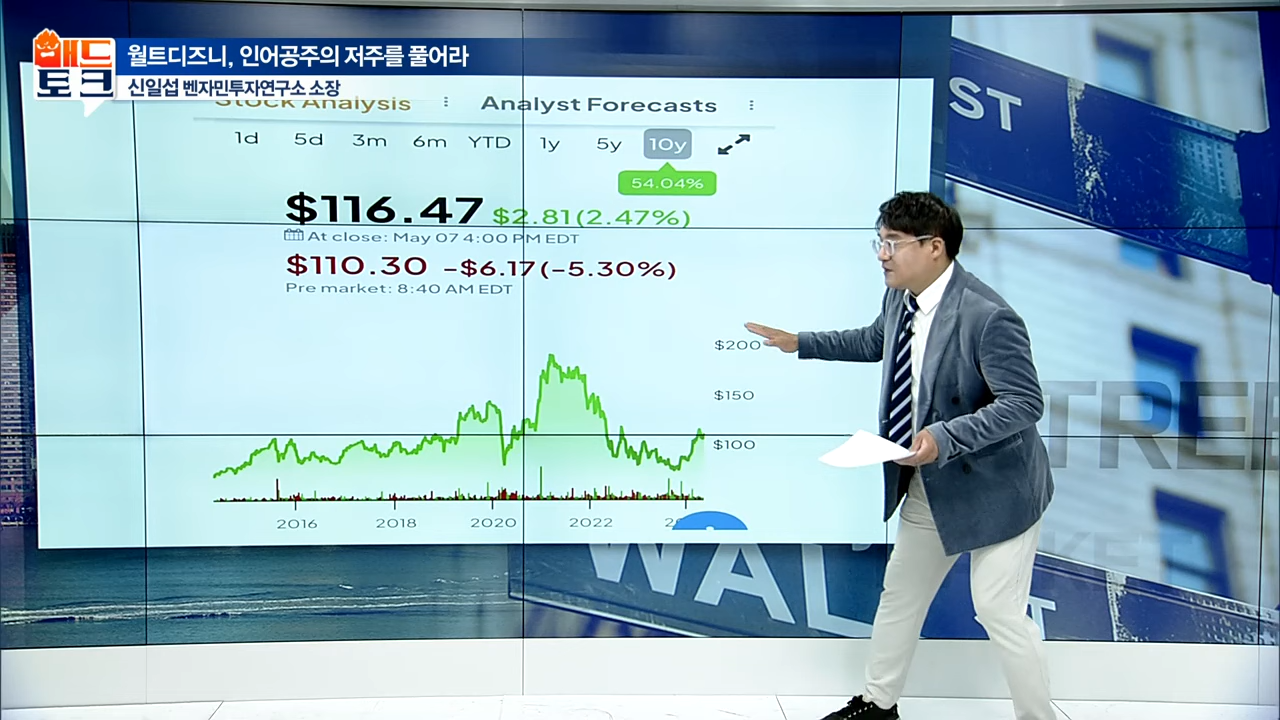 매드
토크
월트디즈니, 인어공주의 저주를 풀어라
신일섭 벤자민투자연구소 소장
Stock Analysis
Analyst Forecasts
1d 5d 3m 6m YTD 1y 5y 10y
54.04%
$116.47 $2.81(2.47%)
At close: May 07 4:00 PM EDT
$110.30 -$6.17(-5.30%)
Pre market: 8:40 AM EDT
$200
$150
$100
2016 2018 2020 2022
ST
TREE
WALL